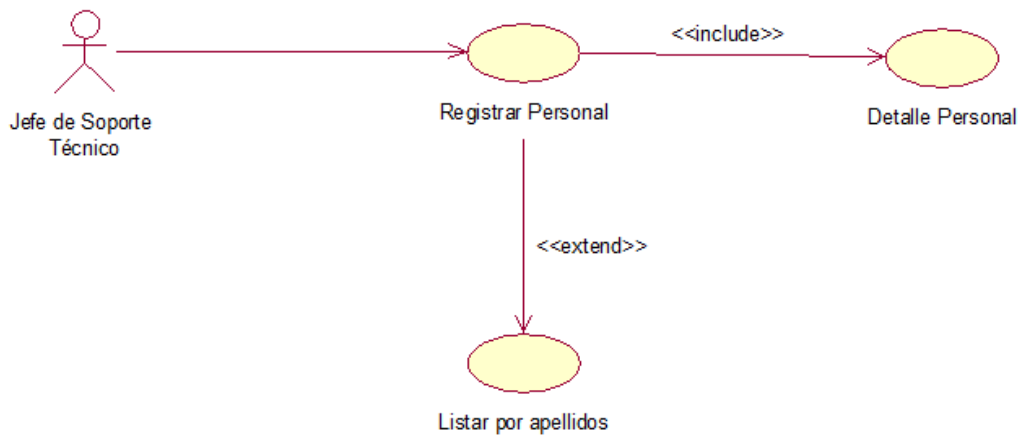 <<include>>
Registrar Personal
Detalle Personal
Jefe de Soporte
Técnico
<<extend>>
Listar por apellidos